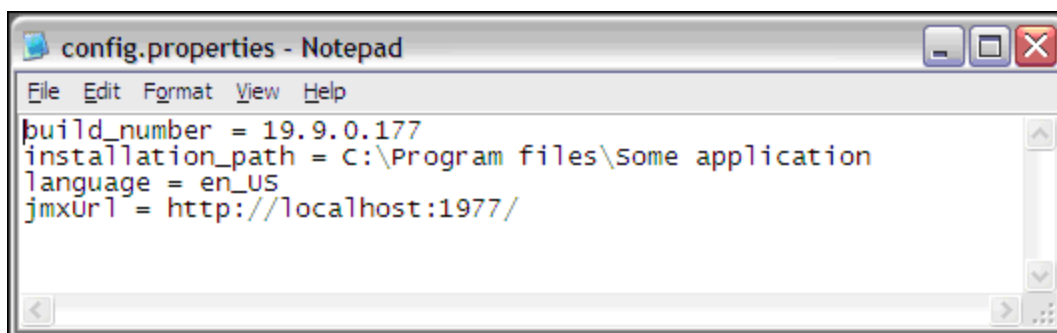 config.properties - Notepad
File Edit Format View Help
build_number = 19.9.0.177
installation_path = C:\Program files\Some application
language = en_US
jmxUrl = http://localhost:1977/